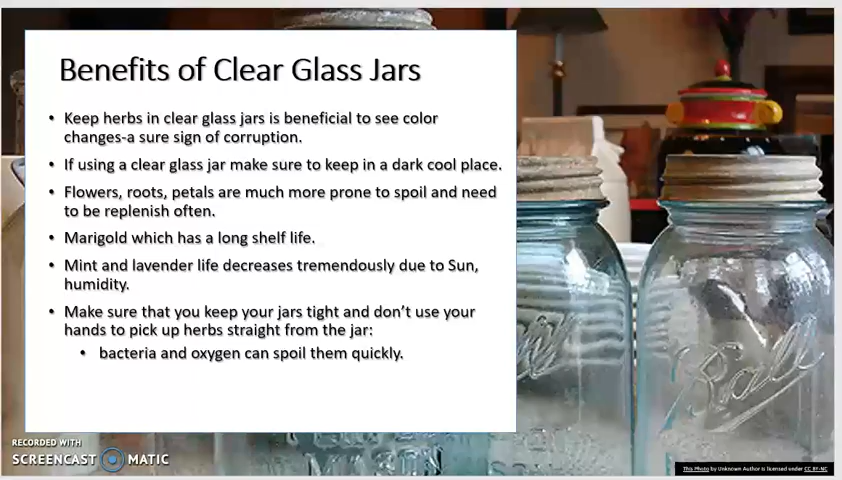 Benefits of Clear Glass Jars
• Keep herbs in clear glass jars is beneficial to see color
changes-a sure sign of corruption.
• If using a clear glass jar make sure to keep in a dark cool place.
• Flowers, roots, petals are much more prone to spoil and need
to be replenish often.
• Marigold which has a long shelf life.
• Mint and lavender life decreases tremendously due to Sun,
humidity.
• Make sure that you keep your jars tight and don’t use your
hands to pick up herbs straight from the jar:
• bacteria and oxygen can spoil them quickly.
Ball
RECORDED WITH
SCREENCAST MATIC
This Photo by Unknown Author is licensed under CC BY-NC